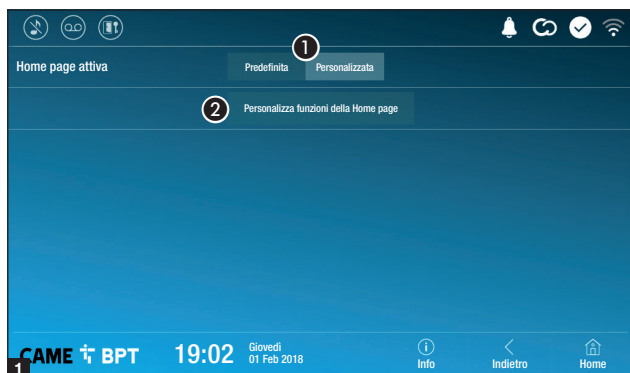 1
Home page attiva Predefinita Personalizzata
2 Personalizza funzioni della Home page
CAME BPT 19:02 Giovedì
01 Feb 2018
Info Indietro Home
1